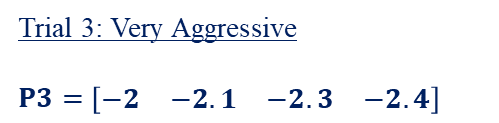 Trial 3: Very Aggressive
P3 = [−2 −2.1 −2.3 −2.4]